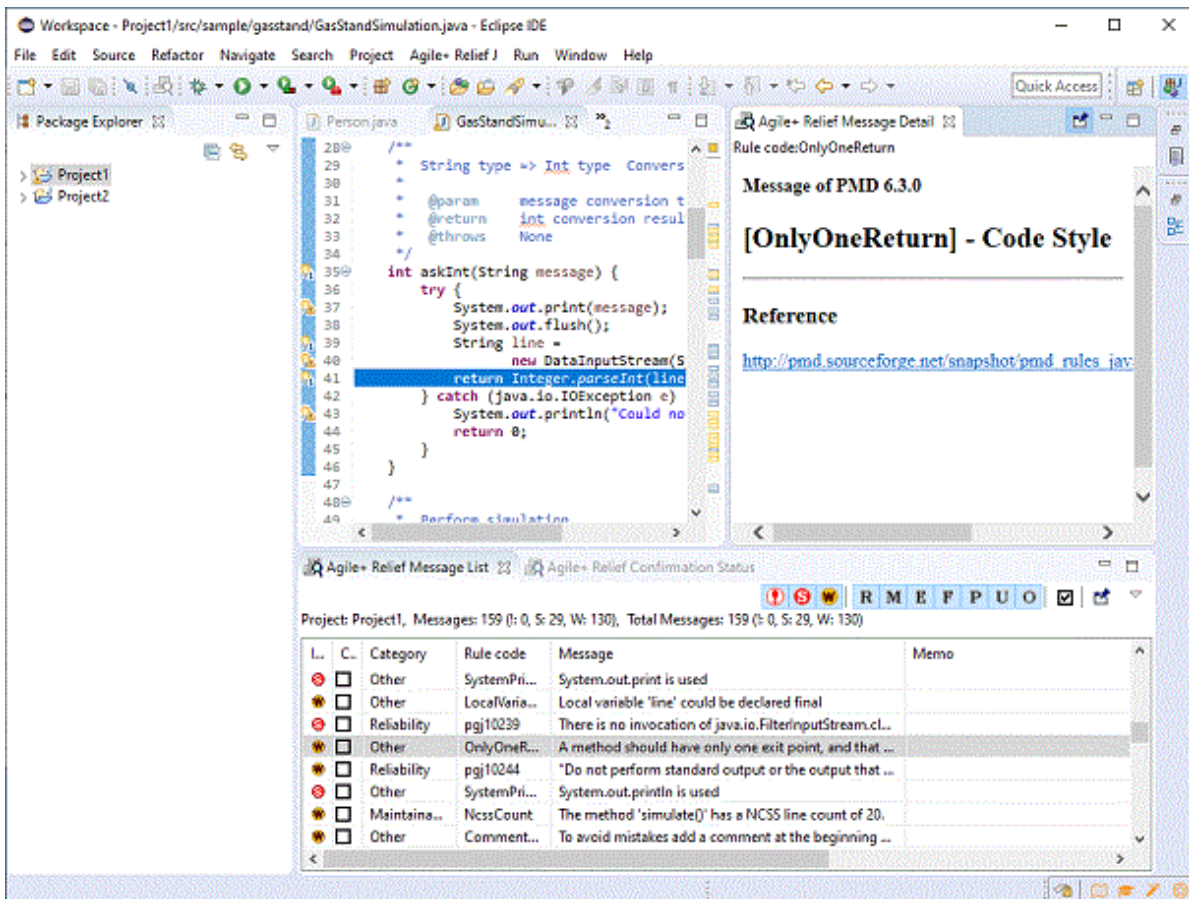 Workspace - Project1/src/sample/gasstand/GasStandSimulation.java - Eclipse IDE
File Edit Source Refactor Navigate Search Project Agile+ Relief J Run Window Help
Quick Access
Package Explorer
Project1
Project2
Person.java GasStandSimu... »2
28 /**
29 * String type => Int type Convers
30 *
31 * @param message conversion t
32 * @return int conversion resul
33 * @throws None
34 */
35 int askInt(String message) {
36 try {
37 System.out.print(message);
38 System.out.flush();
39 String line =
40 new DataInputStream(S
41 return Integer.parseInt(line
42 } catch (java.io.IOException e)
43 System.out.println("Could no
44 return 0;
45 }
46 }
47
48 /**
49 * Perform simulation
Agile+ Relief Message Detail
Rule code:OnlyOneReturn
Message of PMD 6.3.0
[OnlyOneReturn] - Code Style
Reference
http://pmd.sourceforge.net/snapshot/pmd_rules_jav
Agile+ Relief Message List Agile+ Relief Confirmation Status
R M E F P U O
Project: Project1, Messages: 159 (!: 0, S: 29, W: 130), Total Messages: 159 (!: 0, S: 29, W: 130)
I... C... Category Rule code Message Memo
S Other SystemPri... System.out.print is used
W Other LocalVaria... Local variable 'line' could be declared final
S Reliability pgj10239 There is no invocation of java.io.FilterInputStream.cl...
W Other OnlyOneR... A method should have only one exit point, and that ...
W Reliability pgj10244 "Do not perform standard output or the output that ...
S Other SystemPri... System.out.println is used
W Maintaina... NcssCount The method 'simulate()' has a NCSS line count of 20.
W Other Comment... To avoid mistakes add a comment at the beginning ...